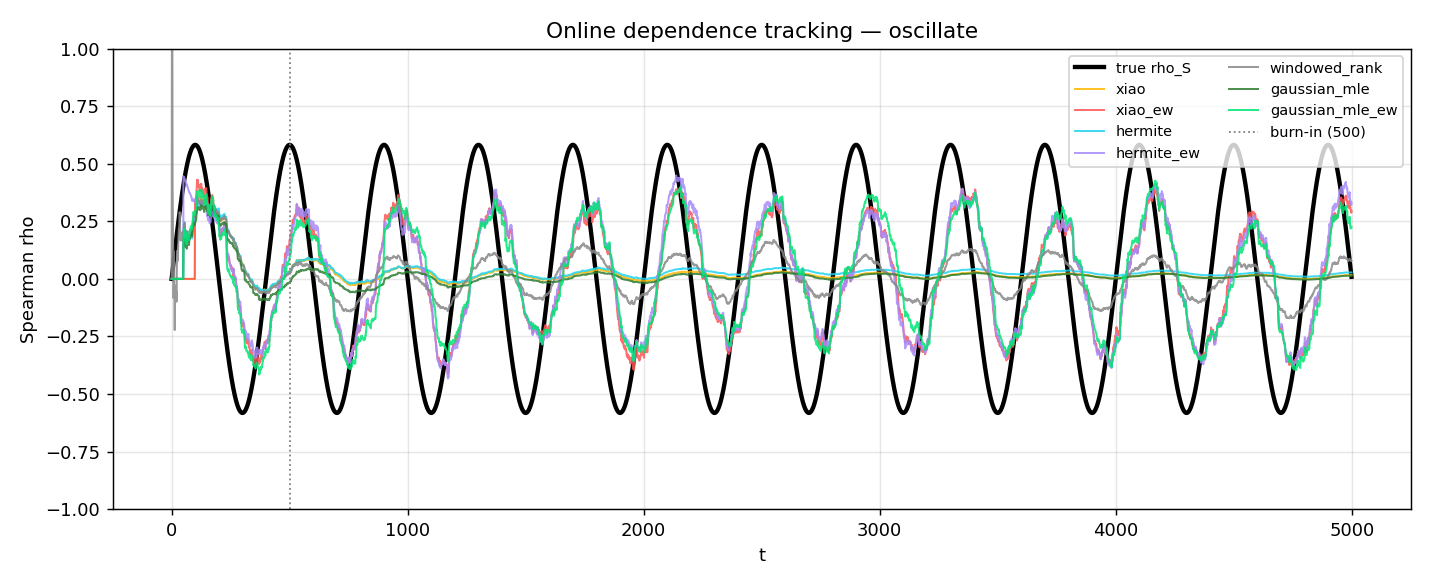 Online dependence tracking — oscillate
1.00
0.75
0.50
0.25
0.00
−0.25
−0.50
−0.75
−1.00
Spearman rho
true rho_S
xiao
xiao_ew
hermite
hermite_ew
windowed_rank
gaussian_mle
gaussian_mle_ew
burn-in (500)
0
1000
2000
3000
4000
5000
t